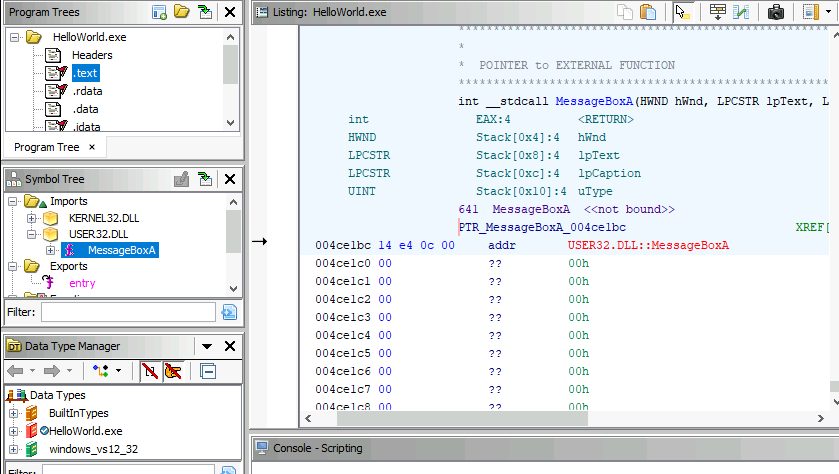 Program Trees
HelloWorld.exe
Headers
.text
.rdata
.data
.idata
Program Tree ×
Symbol Tree
Imports
KERNEL32.DLL
USER32.DLL
f MessageBoxA
Exports
f entry
Filter:
Data Type Manager
Data Types
BuiltInTypes
HelloWorld.exe
windows_vs12_32
Filter:
Listing: HelloWorld.exe
******************************************************
*
* POINTER to EXTERNAL FUNCTION
******************************************************
int __stdcall MessageBoxA(HWND hWnd, LPCSTR lpText, L
int EAX:4 <RETURN>
HWND Stack[0x4]:4 hWnd
LPCSTR Stack[0x8]:4 lpText
LPCSTR Stack[0xc]:4 lpCaption
UINT Stack[0x10]:4 uType
641 MessageBoxA <<not bound>>
PTR_MessageBoxA_004ce1bc XREF[
004ce1bc 14 e4 0c 00 addr USER32.DLL::MessageBoxA
004ce1c0 00 ?? 00h
004ce1c1 00 ?? 00h
004ce1c2 00 ?? 00h
004ce1c3 00 ?? 00h
004ce1c4 00 ?? 00h
004ce1c5 00 ?? 00h
004ce1c6 00 ?? 00h
004ce1c7 00 ?? 00h
004ce1c8 00 ?? 00h
Console - Scripting